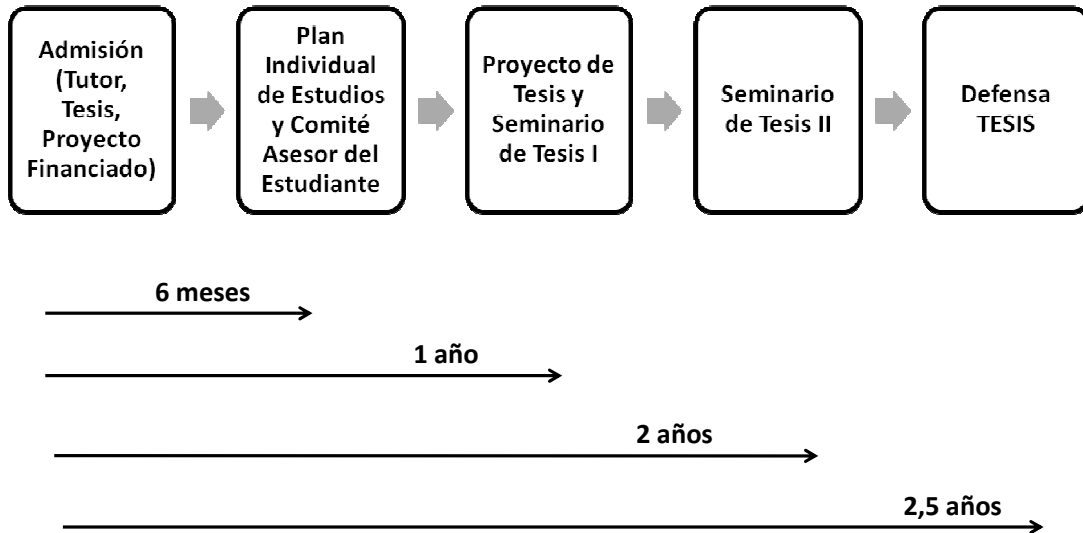 Admisión
(Tutor,
Tesis,
Proyecto
Financiado)
Plan
Individual
de Estudios
y Comité
Asesor del
Estudiante
Proyecto de
Tesis y
Seminario
de Tesis I
Seminario
de Tesis II
Defensa
TESIS
6 meses
1 año
2 años
2,5 años